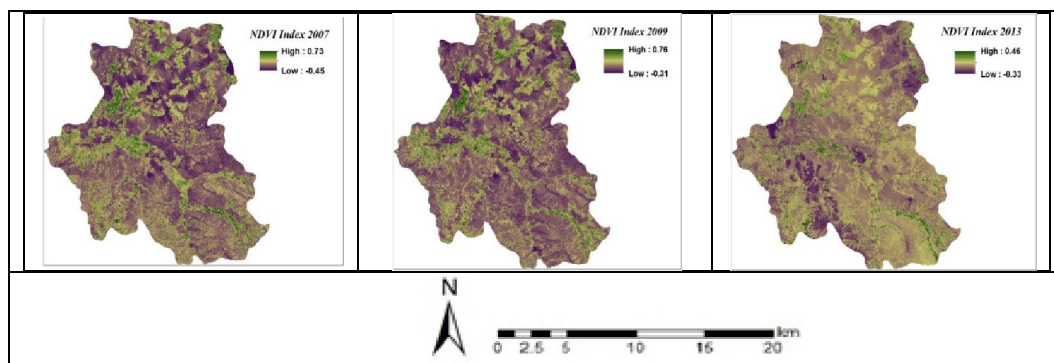 NDVI Index 2007
High : 0.73
Low : -0.45
NDVI Index 2009
High : 0.76
Low : -0.31
NDVI Index 2013
High : 0.46
Low : -0.33
N
km
0 2.5 5 10 15 20